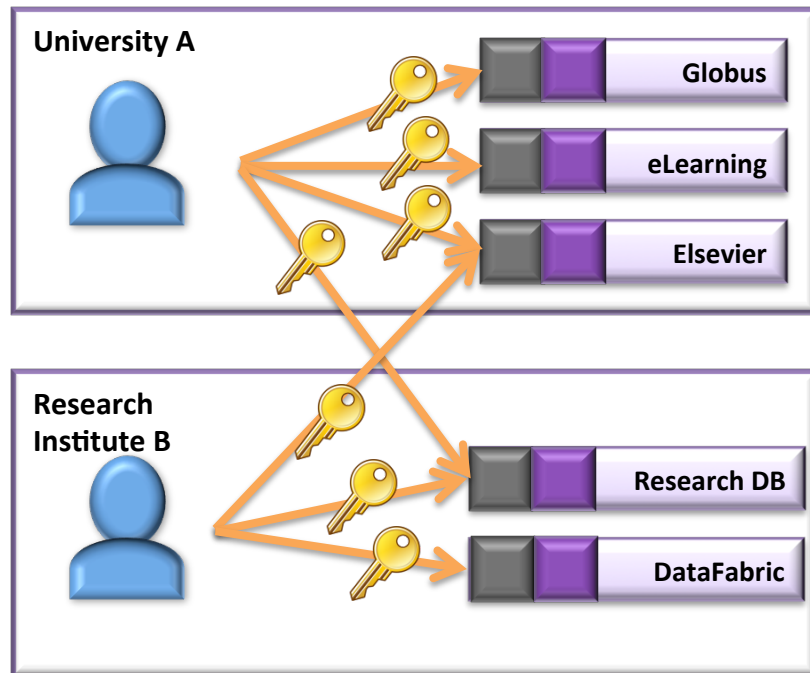 University A
Globus
eLearning
Elsevier
Research
Institute B
Research DB
DataFabric